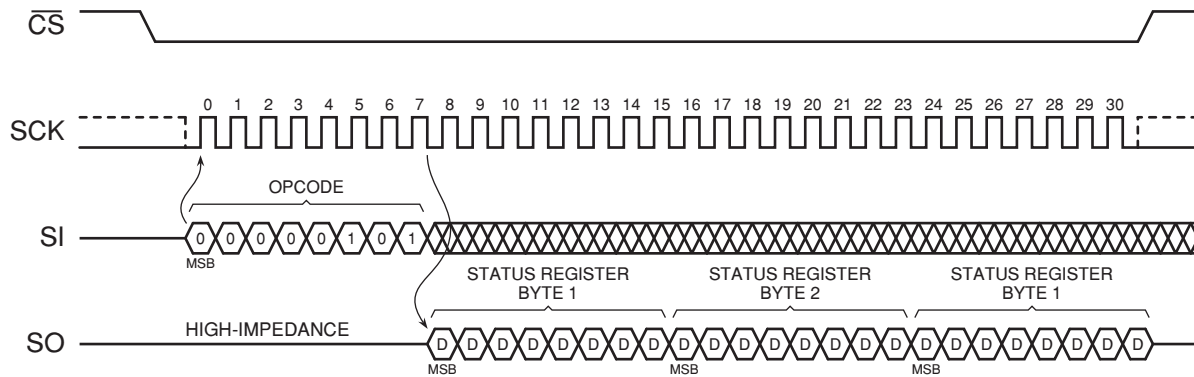 CS
SCK 0 1 2 3 4 5 6 7 8 9 10 11 12 13 14 15 16 17 18 19 20 21 22 23 24 25 26 27 28 29 30
OPCODE
SI 0 0 0 0 0 1 0 1
MSB
STATUS REGISTER BYTE 1
STATUS REGISTER BYTE 2
STATUS REGISTER BYTE 1
SO HIGH-IMPEDANCE D D D D D D D D D D D D D D D D D D D D D D D D
MSB MSB MSB